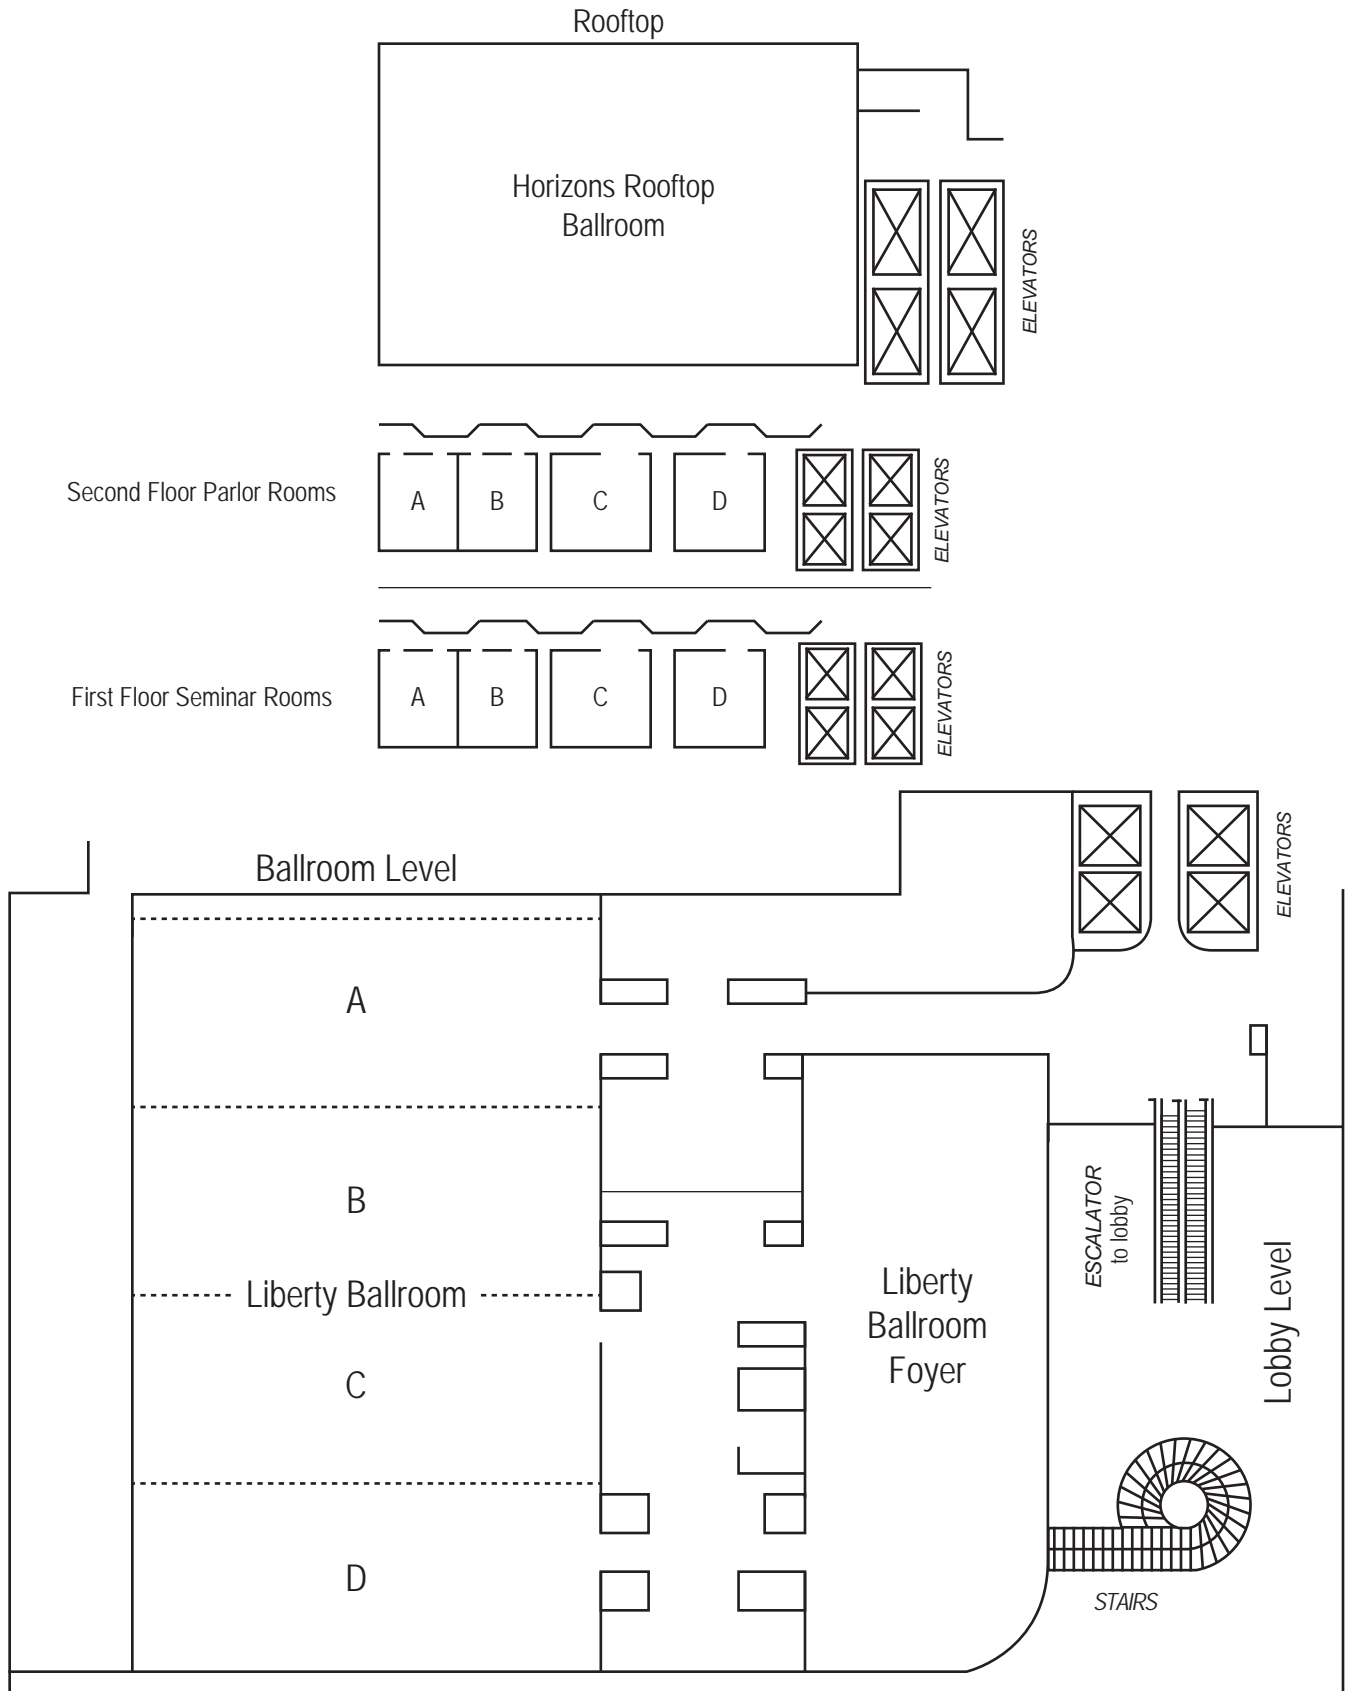 Rooftop
Horizons Rooftop
Ballroom
ELEVATORS
Second Floor Parlor Rooms
A
B
C
D
ELEVATORS
First Floor Seminar Rooms
A
B
C
D
ELEVATORS
Ballroom Level
ELEVATORS
A
B
Liberty Ballroom
C
D
Liberty
Ballroom
Foyer
ESCALATOR
to lobby
Lobby Level
STAIRS